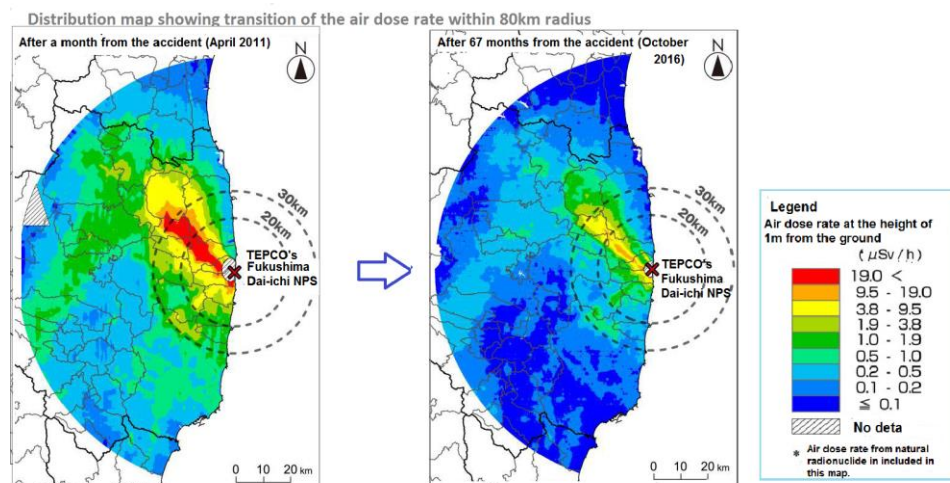 Distribution map showing transition of the air dose rate within 80km radius
After a month from the accident (April 2011)
N
30km
20km
TEPCO's
Fukushima
Dai-ichi NPS
0 20 km
After 67 months from the accident (October
2016)
N
30km
20km
TEPCO's
Fukushima
Dai-ichi NPS
0 20 km
Legend
Air dose rate at the height of
1m from the ground
(μSv/h)
19.0 <
9.5 - 19.0
3.8 - 9.5
1.9 - 3.8
1.0 - 1.9
0.5 - 1.0
0.2 - 0.5
0.1 - 0.2
≦ 0.1
No deta
* Air dose rate from natural
radionuclide in included in
this map.